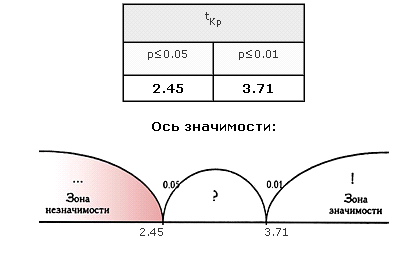 tКр
p≤0.05 p≤0.01
2.45 3.71
Ось значимости:
... 0.05 ? 0.01 !
Зона Зона
незначимости значимости
2.45 3.71